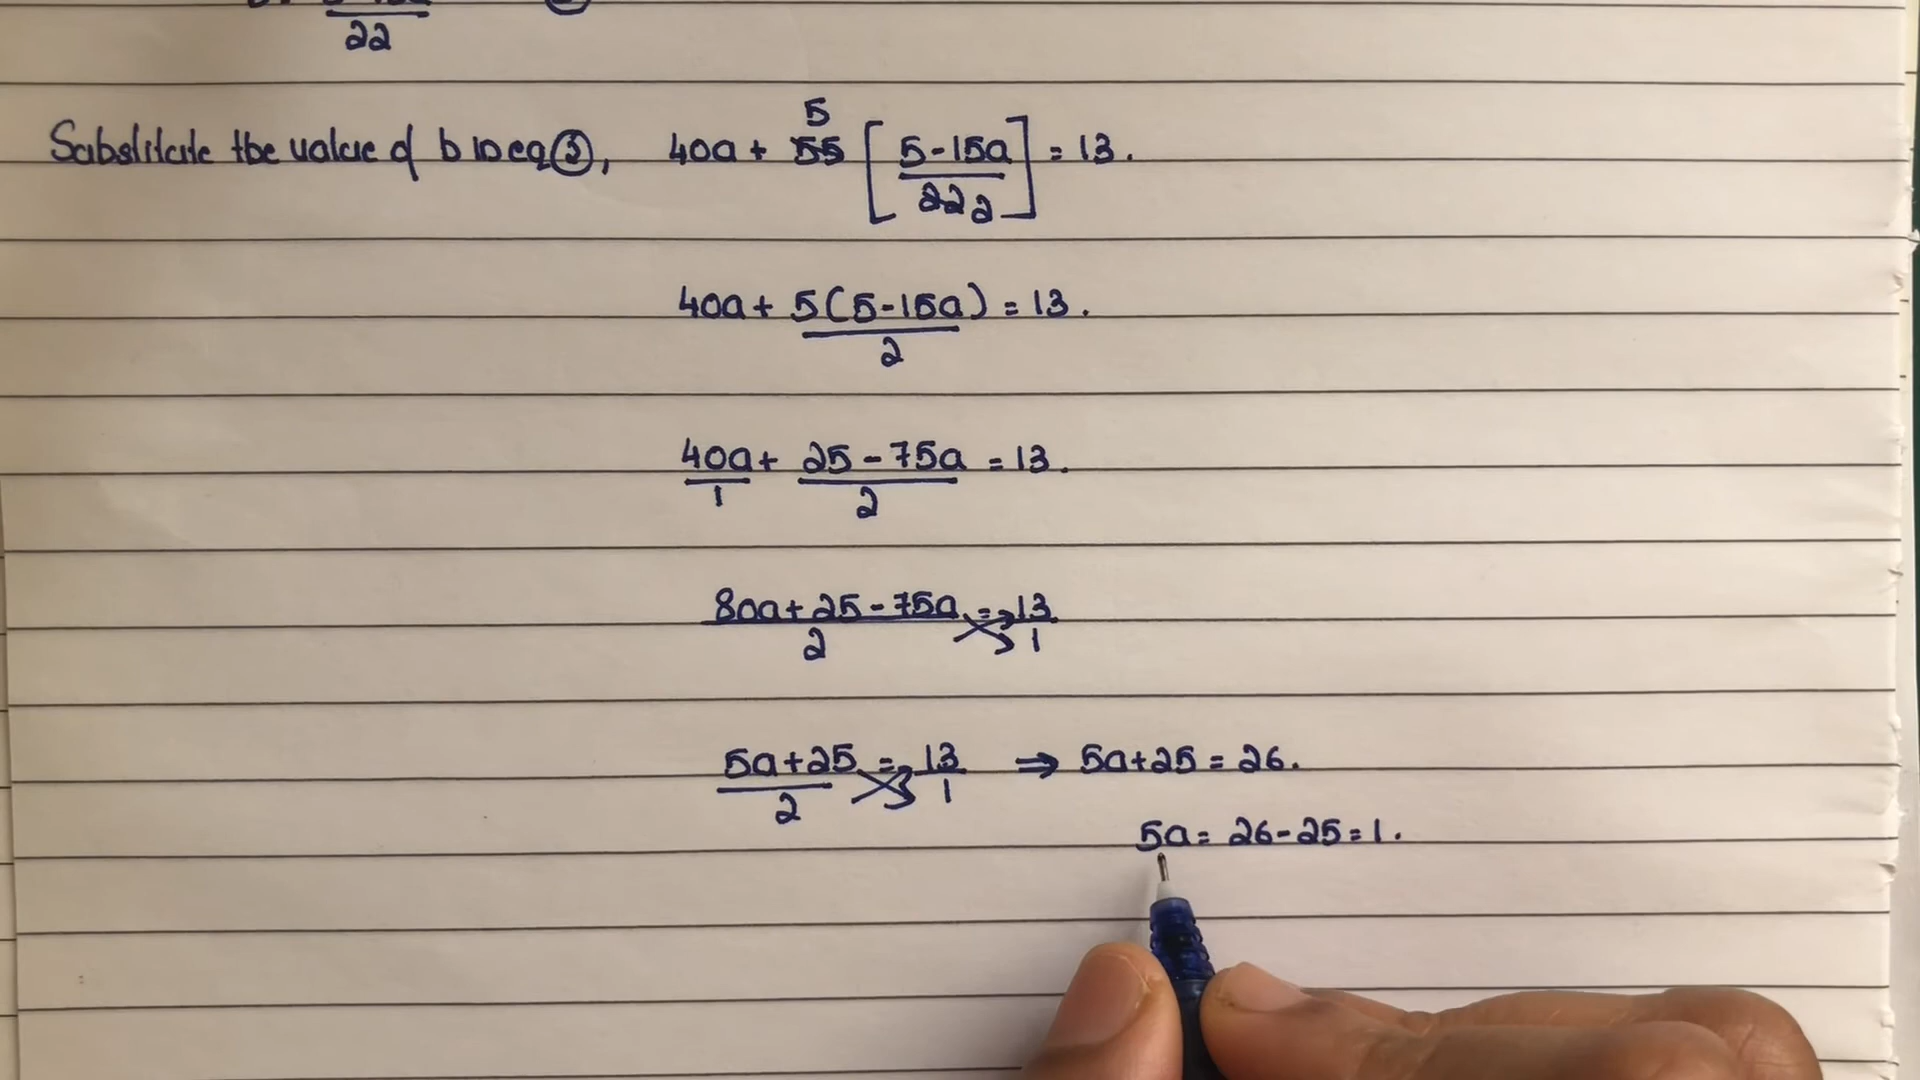 22
Substitute the value of b in eq③, 40a + 55 5 [5-15a / 22 2] = 13.
40a + 5(5-15a) / 2 = 13.
40a / 1 + 25-75a / 2 = 13.
80a+25-75a / 2 = 13 / 1
5a+25 / 2 = 13 / 1 ⇒ 5a+25 = 26.
5a = 26-25 = 1.